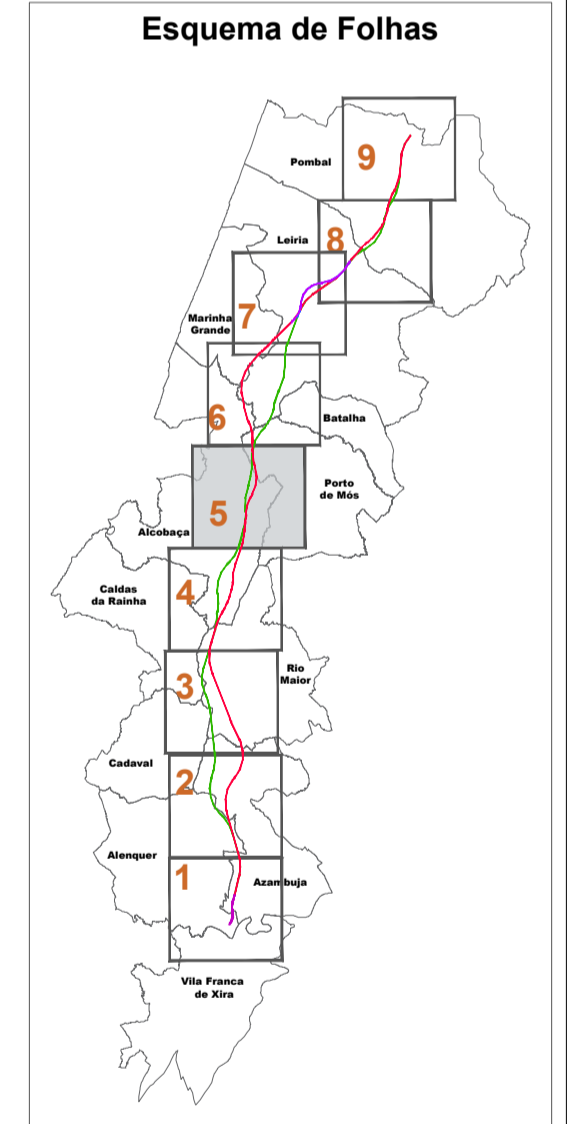 Esquema de Folhas
9
Pombal
8
Leiria
7
Marinha
Grande
6
Batalha
5
Porto
de Mós
Alcobaça
4
Caldas
da Rainha
3
Rio
Maior
Cadaval
2
Alenquer
1
Azambuja
Vila Franca
de Xira